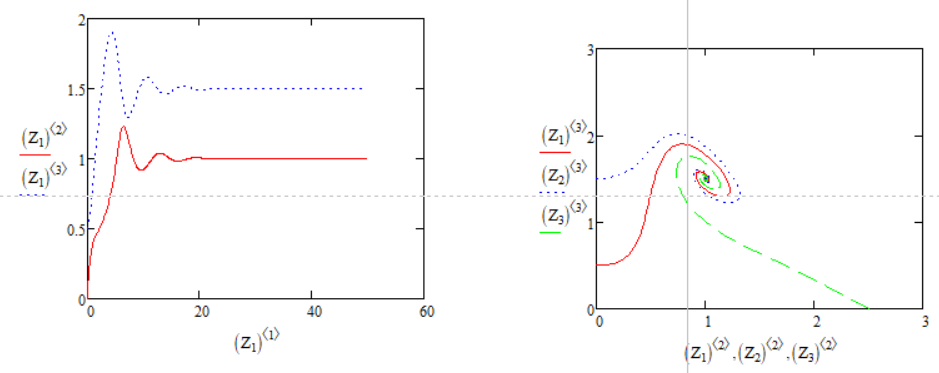 2
1.5
(Z₁)⟨2⟩
1
(Z₁)⟨3⟩
0.5
0
0 20 40 60
(Z₁)⟨1⟩
3
(Z₁)⟨3⟩
2
(Z₂)⟨3⟩
(Z₃)⟨3⟩
1
0
0 1 2 3
(Z₁)⟨2⟩,(Z₂)⟨2⟩,(Z₃)⟨2⟩